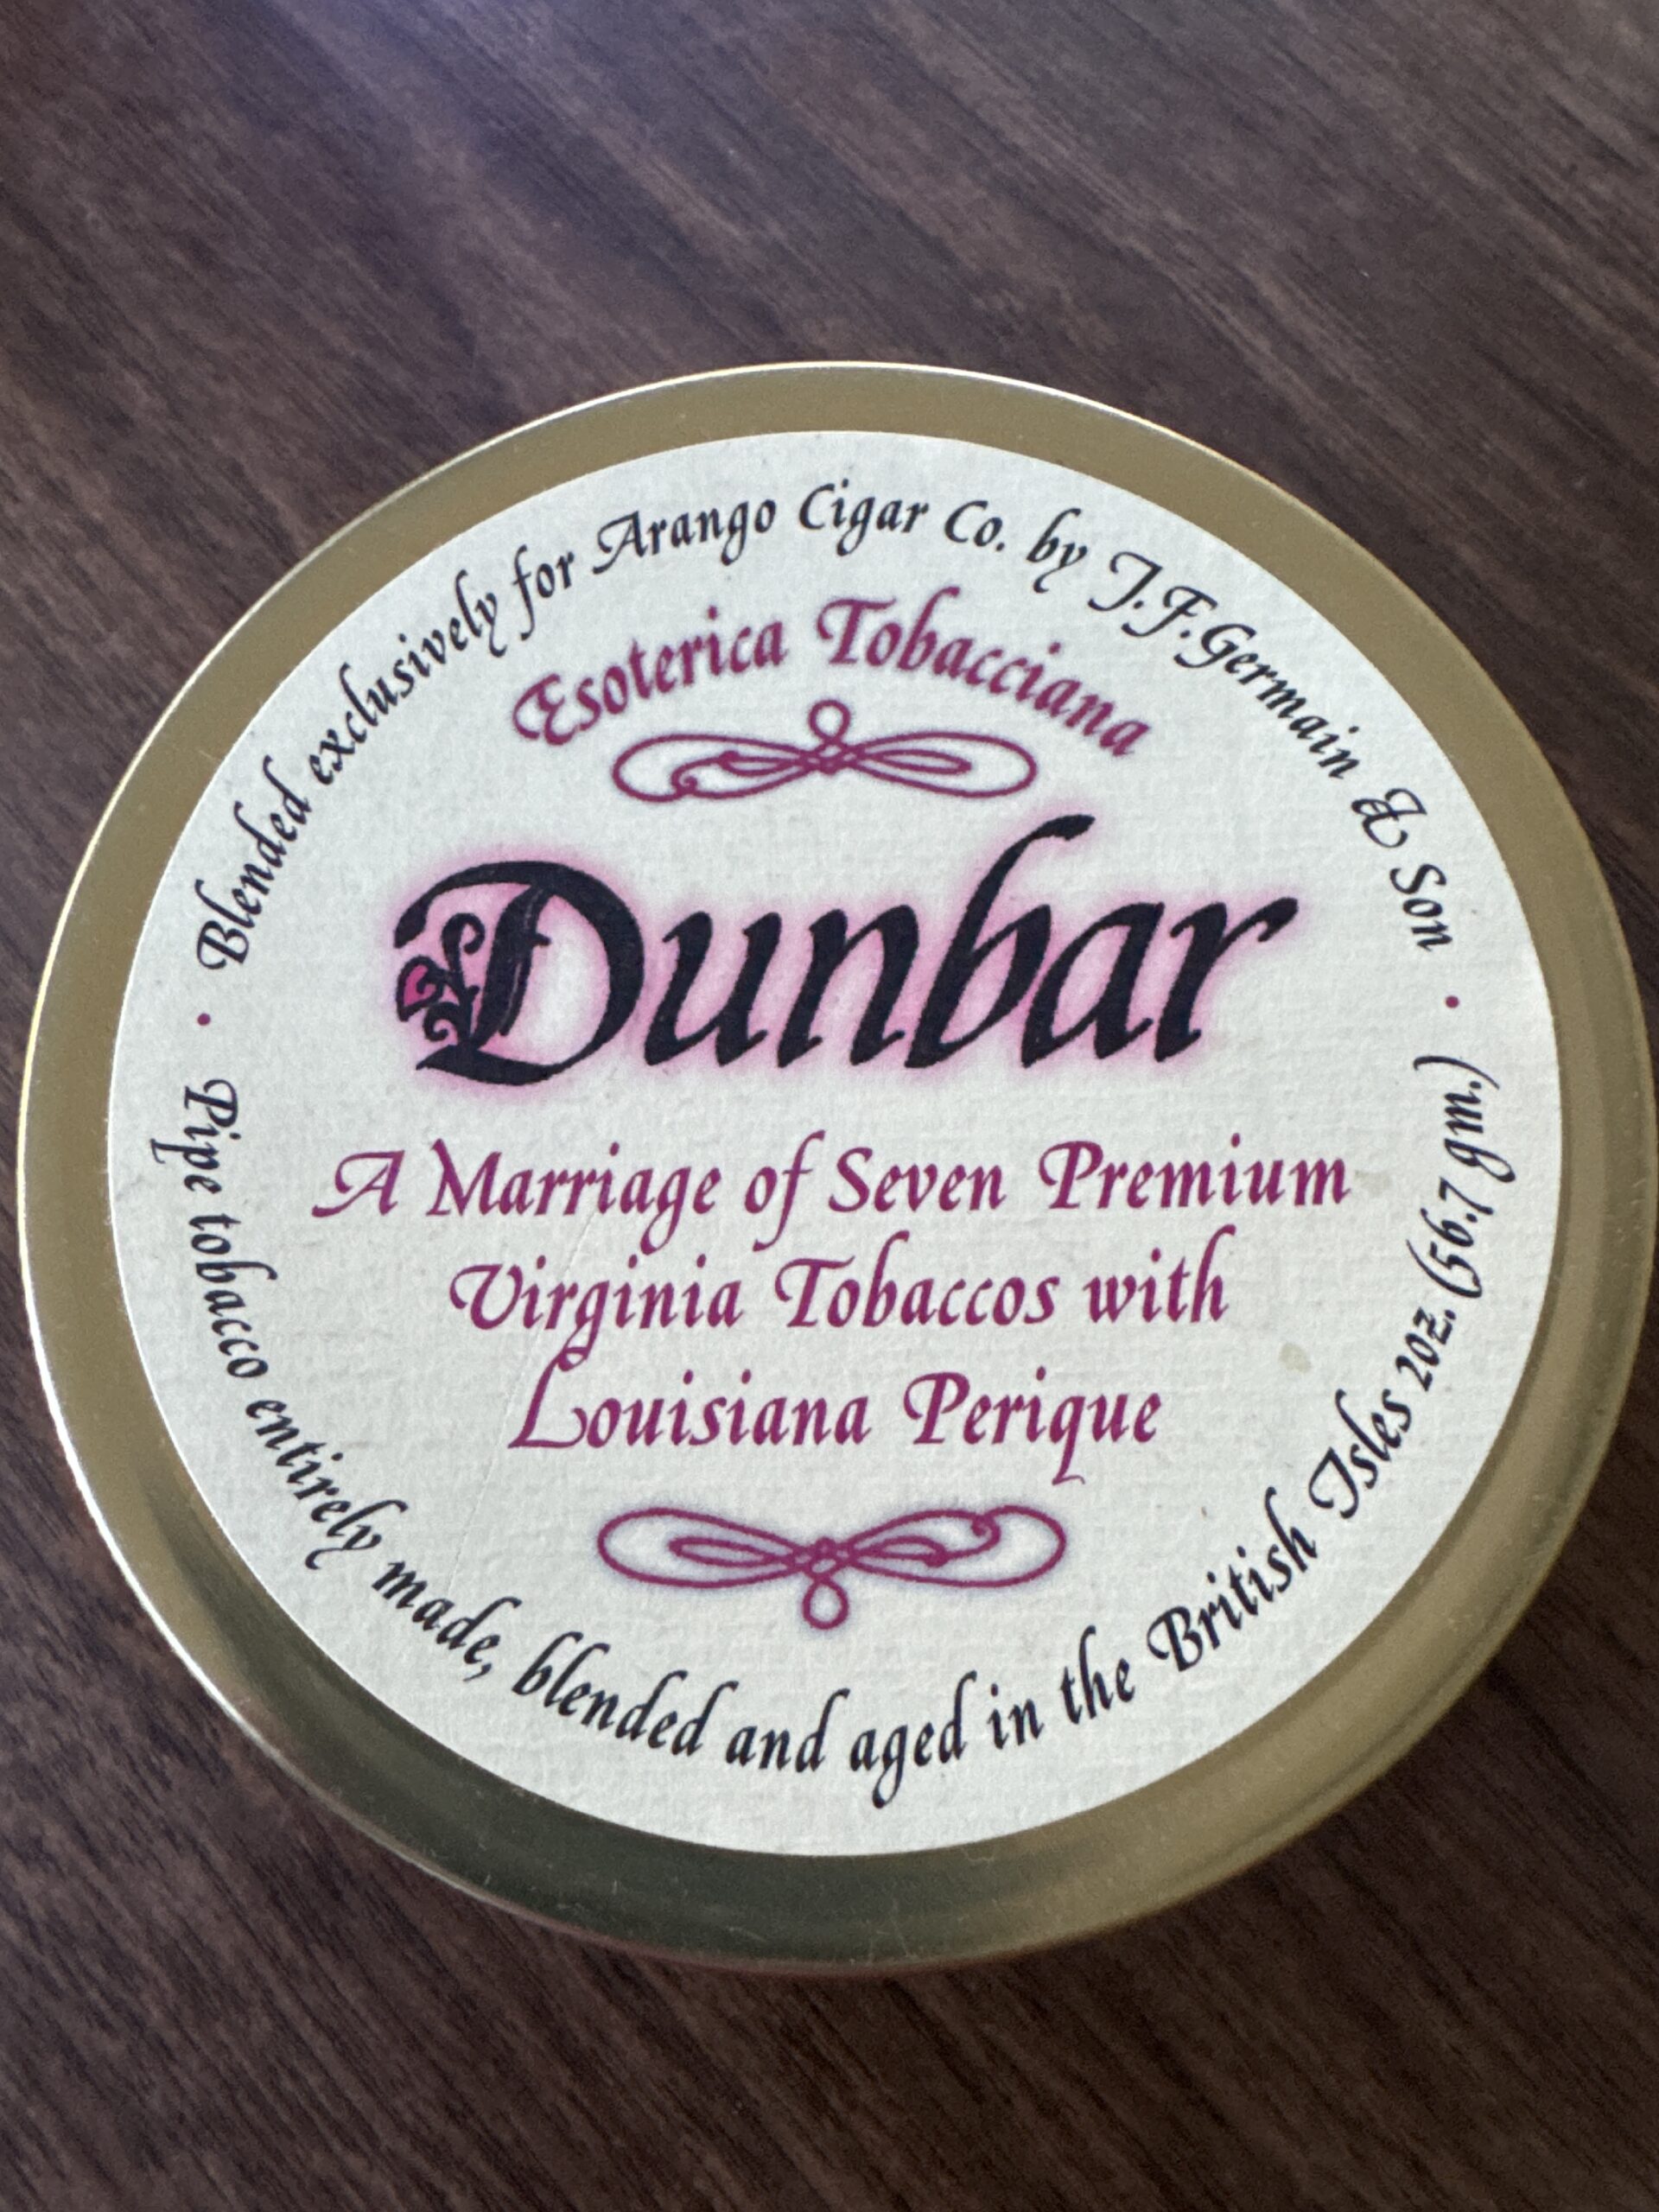 Blended exclusively for Arango Cigar Co. by J.F.Germain & Son
Esoterica Tobacciana
Dunbar
A Marriage of Seven Premium
Virginia Tobaccos with
Louisiana Perique
Pipe tobacco entirely made, blended and aged in the British Isles 2oz. (56.7 gm.)